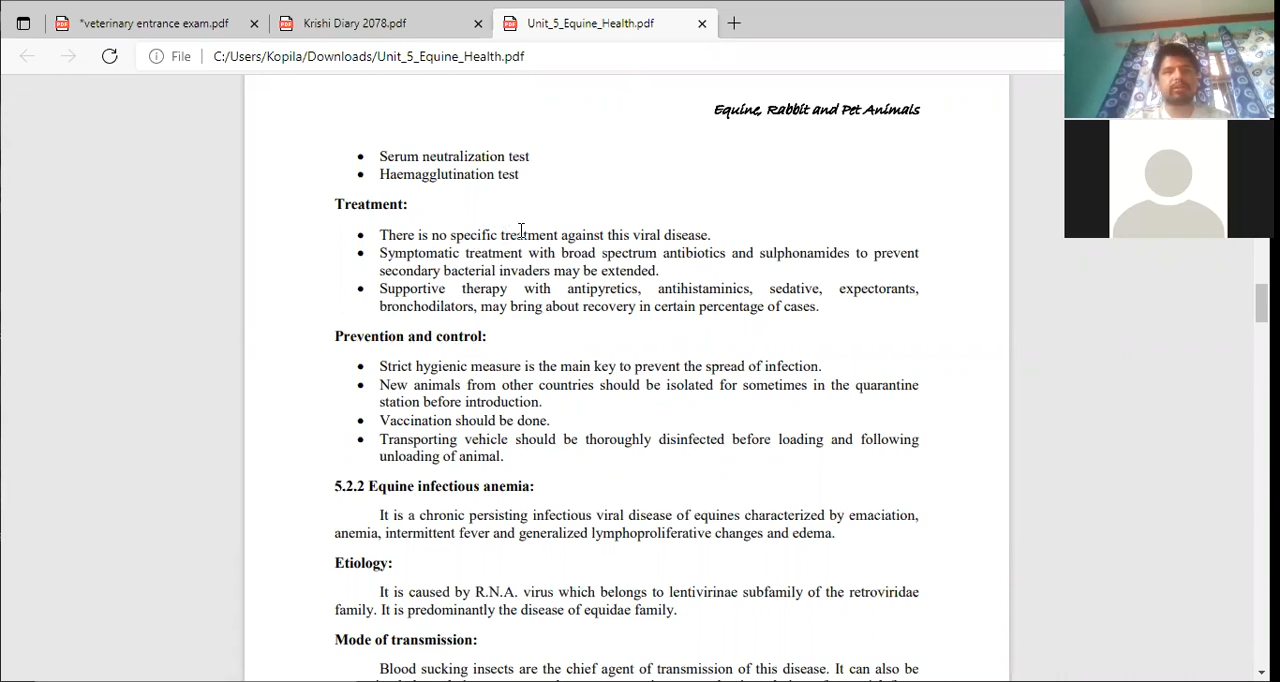 *veterinary entrance exam.pdf
Krishi Diary 2078.pdf
Unit_5_Equine_Health.pdf
File C:/Users/Kopila/Downloads/Unit_5_Equine_Health.pdf
Equine, Rabbit and Pet Animals
• Serum neutralization test
• Haemagglutination test
Treatment:
• There is no specific treatment against this viral disease.
• Symptomatic treatment with broad spectrum antibiotics and sulphonamides to prevent
secondary bacterial invaders may be extended.
• Supportive therapy with antipyretics, antihistaminics, sedative, expectorants,
bronchodilators, may bring about recovery in certain percentage of cases.
Prevention and control:
• Strict hygienic measure is the main key to prevent the spread of infection.
• New animals from other countries should be isolated for sometimes in the quarantine
station before introduction.
• Vaccination should be done.
• Transporting vehicle should be thoroughly disinfected before loading and following
unloading of animal.
5.2.2 Equine infectious anemia:
It is a chronic persisting infectious viral disease of equines characterized by emaciation,
anemia, intermittent fever and generalized lymphoproliferative changes and edema.
Etiology:
It is caused by R.N.A. virus which belongs to lentivirinae subfamily of the retroviridae
family. It is predominantly the disease of equidae family.
Mode of transmission:
Blood sucking insects are the chief agent of transmission of this disease. It can also be